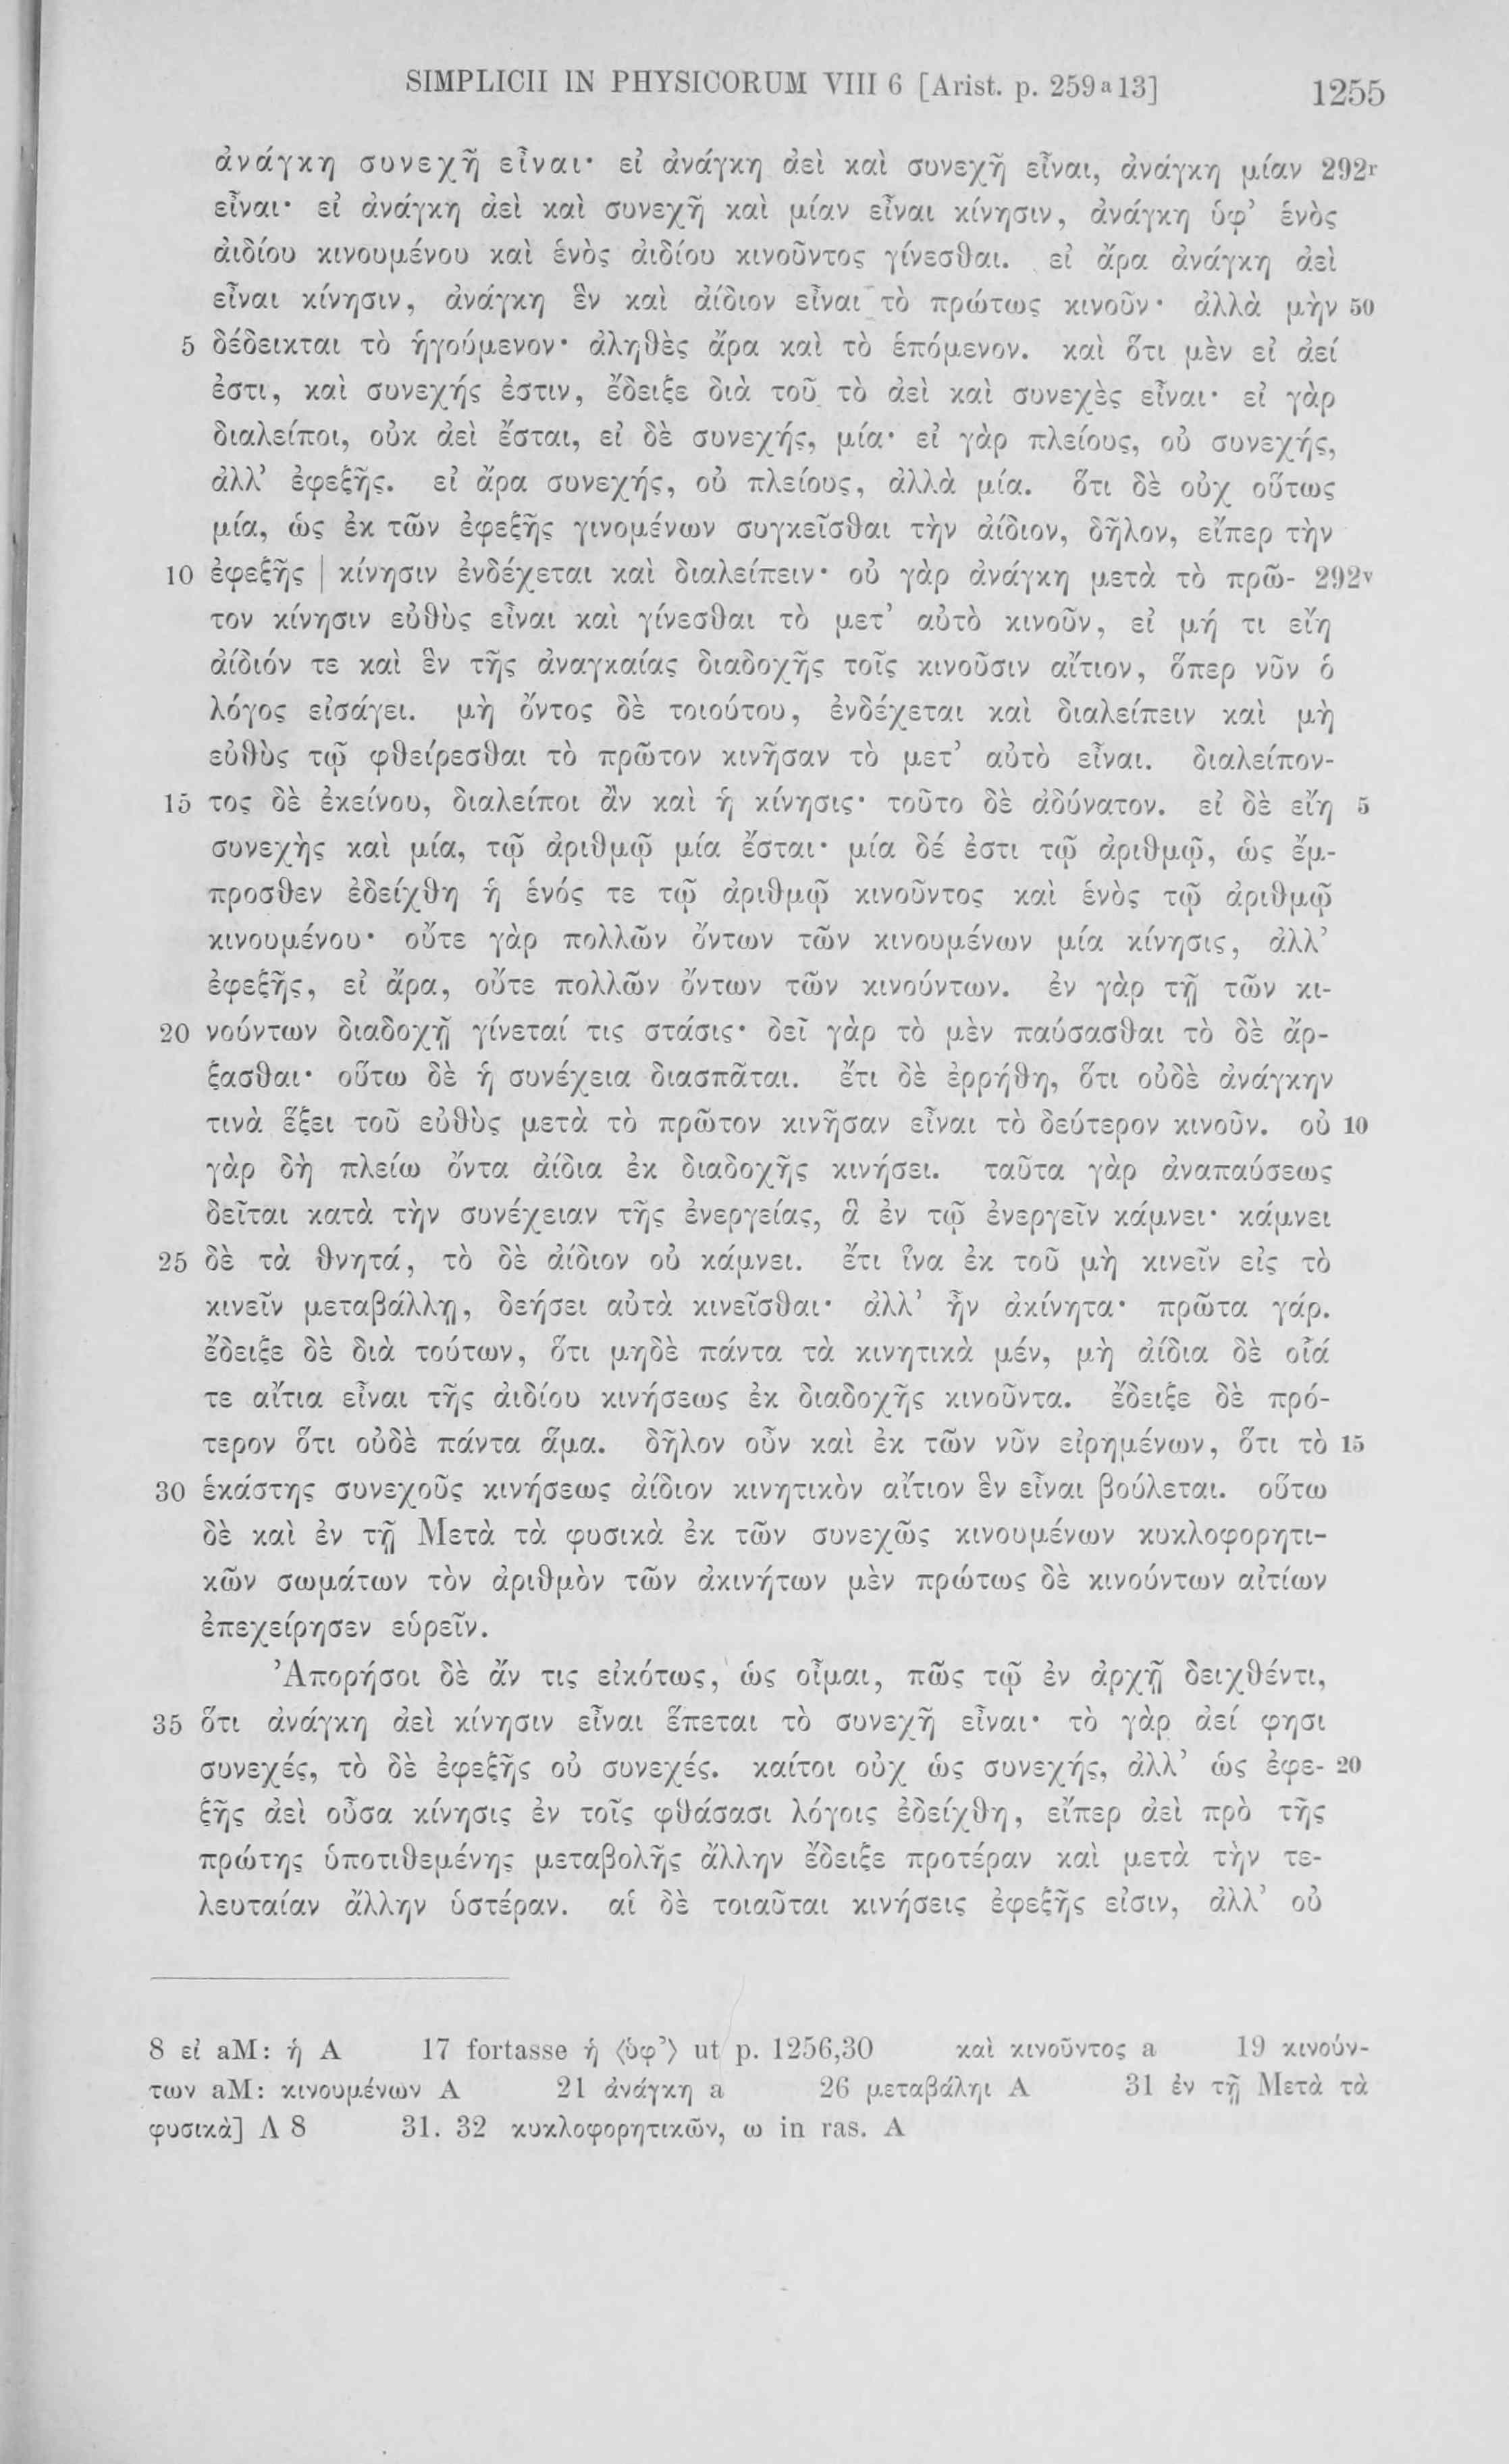 SIMPLICII IN PHYSICORUM VIII 6 [Arist. p. 259a13] 1255
ἀνάγκη συνεχῆ εἶναι· εἰ ἀνάγκη ἀεὶ καὶ συνεχῆ εἶναι, ἀνάγκη μίαν 292r
εἶναι· εἰ ἀνάγκη ἀεὶ καὶ συνεχῆ καὶ μίαν εἶναι κίνησιν, ἀνάγκη ὑφ’ ἑνὸς
ἀιδίου κινουμένου καὶ ἑνὸς ἀιδίου κινοῦντος γίνεσθαι. εἰ ἄρα ἀνάγκη ἀεὶ
εἶναι κίνησιν, ἀνάγκη ἓν καὶ ἀίδιον εἶναι τὸ πρώτως κινοῦν· ἀλλὰ μὴν 50
5 δέδεικται τὸ ἡγούμενον· ἀληθὲς ἄρα καὶ τὸ ἑπόμενον. καὶ ὅτι μὲν εἰ ἀεί
ἐστι, καὶ συνεχής ἐστιν, ἔδειξε διὰ τοῦ τὸ ἀεὶ καὶ συνεχὲς εἶναι· εἰ γὰρ
διαλείποι, οὐκ ἀεὶ ἔσται, εἰ δὲ συνεχής, μία· εἰ γὰρ πλείους, οὐ συνεχής,
ἀλλ’ ἐφεξῆς. εἰ ἄρα συνεχής, οὐ πλείους, ἀλλὰ μία. ὅτι δὲ οὐχ οὕτως
μία, ὡς ἐκ τῶν ἐφεξῆς γινομένων συγκεῖσθαι τὴν ἀίδιον, δῆλον, εἴπερ τὴν
10 ἐφεξῆς | κίνησιν ἐνδέχεται καὶ διαλείπειν· οὐ γὰρ ἀνάγκη μετὰ τὸ πρῶ- 292v
τον κίνησιν εὐθὺς εἶναι καὶ γίνεσθαι τὸ μετ’ αὐτὸ κινοῦν, εἰ μή τι εἴη
ἀίδιόν τε καὶ ἓν τῆς ἀναγκαίας διαδοχῆς τοῖς κινοῦσιν αἴτιον, ὅπερ νῦν ὁ
λόγος εἰσάγει. μὴ ὄντος δὲ τοιούτου, ἐνδέχεται καὶ διαλείπειν καὶ μὴ
εὐθὺς τῷ φθείρεσθαι τὸ πρῶτον κινῆσαν τὸ μετ’ αὐτὸ εἶναι. διαλείπον-
15 τος δὲ ἐκείνου, διαλείποι ἂν καὶ ἡ κίνησις· τοῦτο δὲ ἀδύνατον. εἰ δὲ εἴη 5
συνεχὴς καὶ μία, τῷ ἀριθμῷ μία ἔσται· μία δέ ἐστι τῷ ἀριθμῷ, ὡς ἔμ-
προσθεν ἐδείχθη ἡ ἑνός τε τῷ ἀριθμῷ κινοῦντος καὶ ἑνὸς τῷ ἀριθμῷ
κινουμένου· οὔτε γὰρ πολλῶν ὄντων τῶν κινουμένων μία κίνησις, ἀλλ’
ἐφεξῆς, εἰ ἄρα, οὔτε πολλῶν ὄντων τῶν κινούντων. ἐν γὰρ τῇ τῶν κι-
20 νούντων διαδοχῇ γίνεταί τις στάσις· δεῖ γὰρ τὸ μὲν παύσασθαι τὸ δὲ ἄρ-
ξασθαι· οὕτω δὲ ἡ συνέχεια διασπᾶται. ἔτι δὲ ἐρρήθη, ὅτι οὐδὲ ἀνάγκην
τινὰ ἕξει τοῦ εὐθὺς μετὰ τὸ πρῶτον κινῆσαν εἶναι τὸ δεύτερον κινοῦν. οὐ 10
γὰρ δὴ πλείω ὄντα ἀίδια ἐκ διαδοχῆς κινήσει. ταῦτα γὰρ ἀναπαύσεως
δεῖται κατὰ τὴν συνέχειαν τῆς ἐνεργείας, ἃ ἐν τῷ ἐνεργεῖν κάμνει· κάμνει
25 δὲ τὰ θνητά, τὸ δὲ ἀίδιον οὐ κάμνει. ἔτι ἵνα ἐκ τοῦ μὴ κινεῖν εἰς τὸ
κινεῖν μεταβάλλῃ, δεήσει αὐτὰ κινεῖσθαι· ἀλλ’ ἦν ἀκίνητα· πρῶτα γάρ.
ἔδειξε δὲ διὰ τούτων, ὅτι μηδὲ πάντα τὰ κινητικὰ μέν, μὴ ἀίδια δὲ οἷά
τε αἴτια εἶναι τῆς ἀιδίου κινήσεως ἐκ διαδοχῆς κινοῦντα. ἔδειξε δὲ πρό-
τερον ὅτι οὐδὲ πάντα ἅμα. δῆλον οὖν καὶ ἐκ τῶν νῦν εἰρημένων, ὅτι τὸ 15
30 ἑκάστης συνεχοῦς κινήσεως ἀίδιον κινητικὸν αἴτιον ἓν εἶναι βούλεται. οὕτω
δὲ καὶ ἐν τῇ Μετὰ τὰ φυσικὰ ἐκ τῶν συνεχῶς κινουμένων κυκλοφορητι-
κῶν σωμάτων τὸν ἀριθμὸν τῶν ἀκινήτων μὲν πρώτως δὲ κινούντων αἰτίων
ἐπεχείρησεν εὑρεῖν.
Ἀπορήσοι δὲ ἄν τις εἰκότως, ὡς οἶμαι, πῶς τῷ ἐν ἀρχῇ δειχθέντι,
35 ὅτι ἀνάγκη ἀεὶ κίνησιν εἶναι ἕπεται τὸ συνεχῆ εἶναι· τὸ γὰρ ἀεί φησι
συνεχές, τὸ δὲ ἐφεξῆς οὐ συνεχές. καίτοι οὐχ ὡς συνεχής, ἀλλ’ ὡς ἐφε- 20
ξῆς ἀεὶ οὖσα κίνησις ἐν τοῖς φθάσασι λόγοις ἐδείχθη, εἴπερ ἀεὶ πρὸ τῆς
πρώτης ὑποτιθεμένης μεταβολῆς ἄλλην ἔδειξε προτέραν καὶ μετὰ τὴν τε-
λευταίαν ἄλλην ὑστέραν. αἱ δὲ τοιαῦται κινήσεις ἐφεξῆς εἰσιν, ἀλλ’ οὐ
8 εἰ aM: ἡ A 17 fortasse ἡ ⟨ὑφ’⟩ ut p. 1256,30 καὶ κινοῦντος a 19 κινούν-
των aM: κινουμένων A 21 ἀνάγκη a 26 μεταβάληι A 31 ἐν τῇ Μετὰ τὰ
φυσικὰ] Λ 8 31. 32 κυκλοφορητικῶν, ω in ras. A